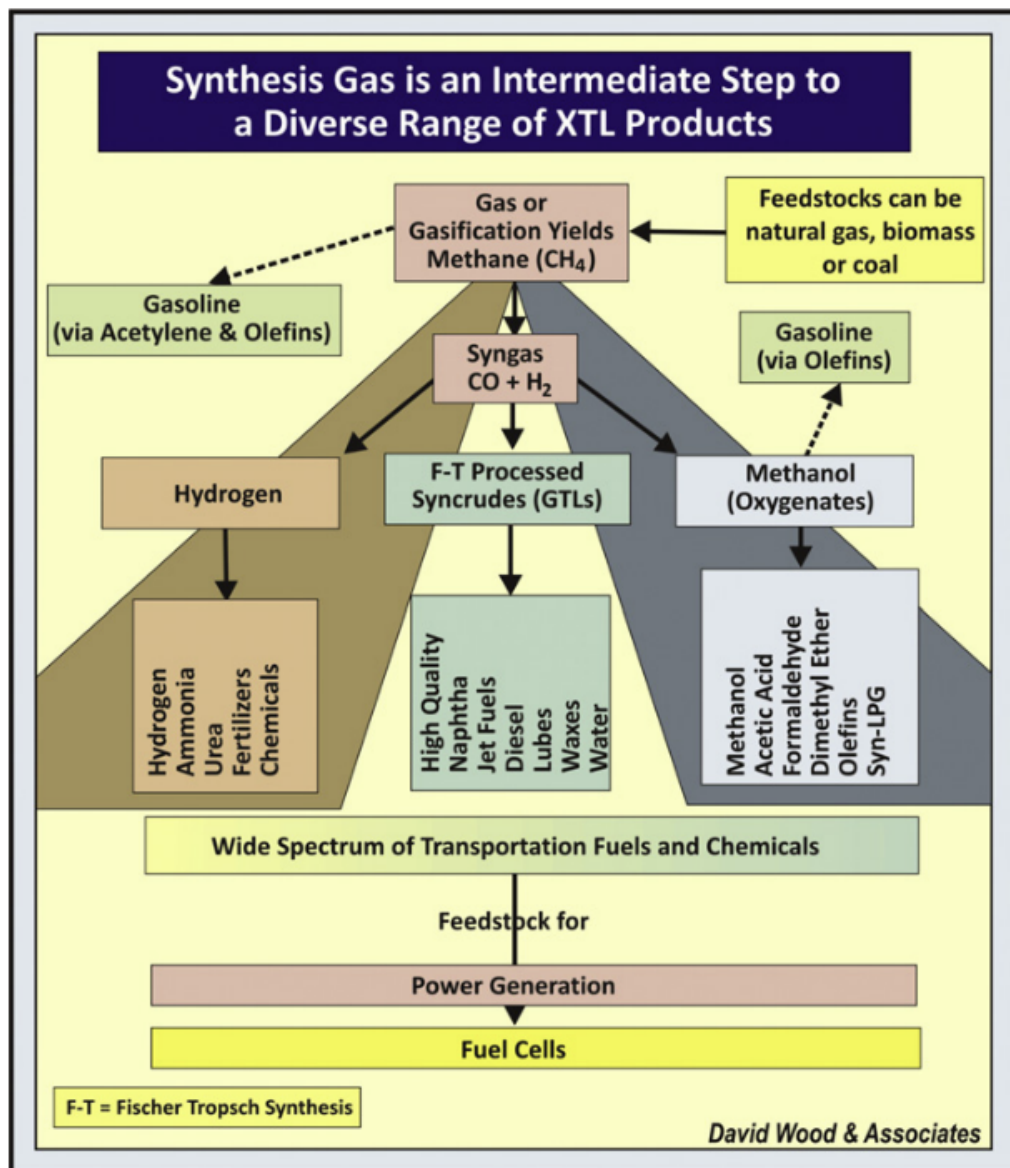 Synthesis Gas is an Intermediate Step to
a Diverse Range of XTL Products
Gas or
Gasification Yields
Methane (CH₄)
Feedstocks can be
natural gas, biomass
or coal
Gasoline
(via Acetylene & Olefins)
Syngas
CO + H₂
Gasoline
(via Olefins)
Hydrogen
F-T Processed
Syncrudes (GTLs)
Methanol
(Oxygenates)
Hydrogen
Ammonia
Urea
Fertilizers
Chemicals
High Quality
Naphtha
Jet Fuels
Diesel
Lubes
Waxes
Water
Methanol
Acetic Acid
Formaldehyde
Dimethyl Ether
Olefins
Syn-LPG
Wide Spectrum of Transportation Fuels and Chemicals
Feedstock for
Power Generation
Fuel Cells
F-T = Fischer Tropsch Synthesis
David Wood & Associates